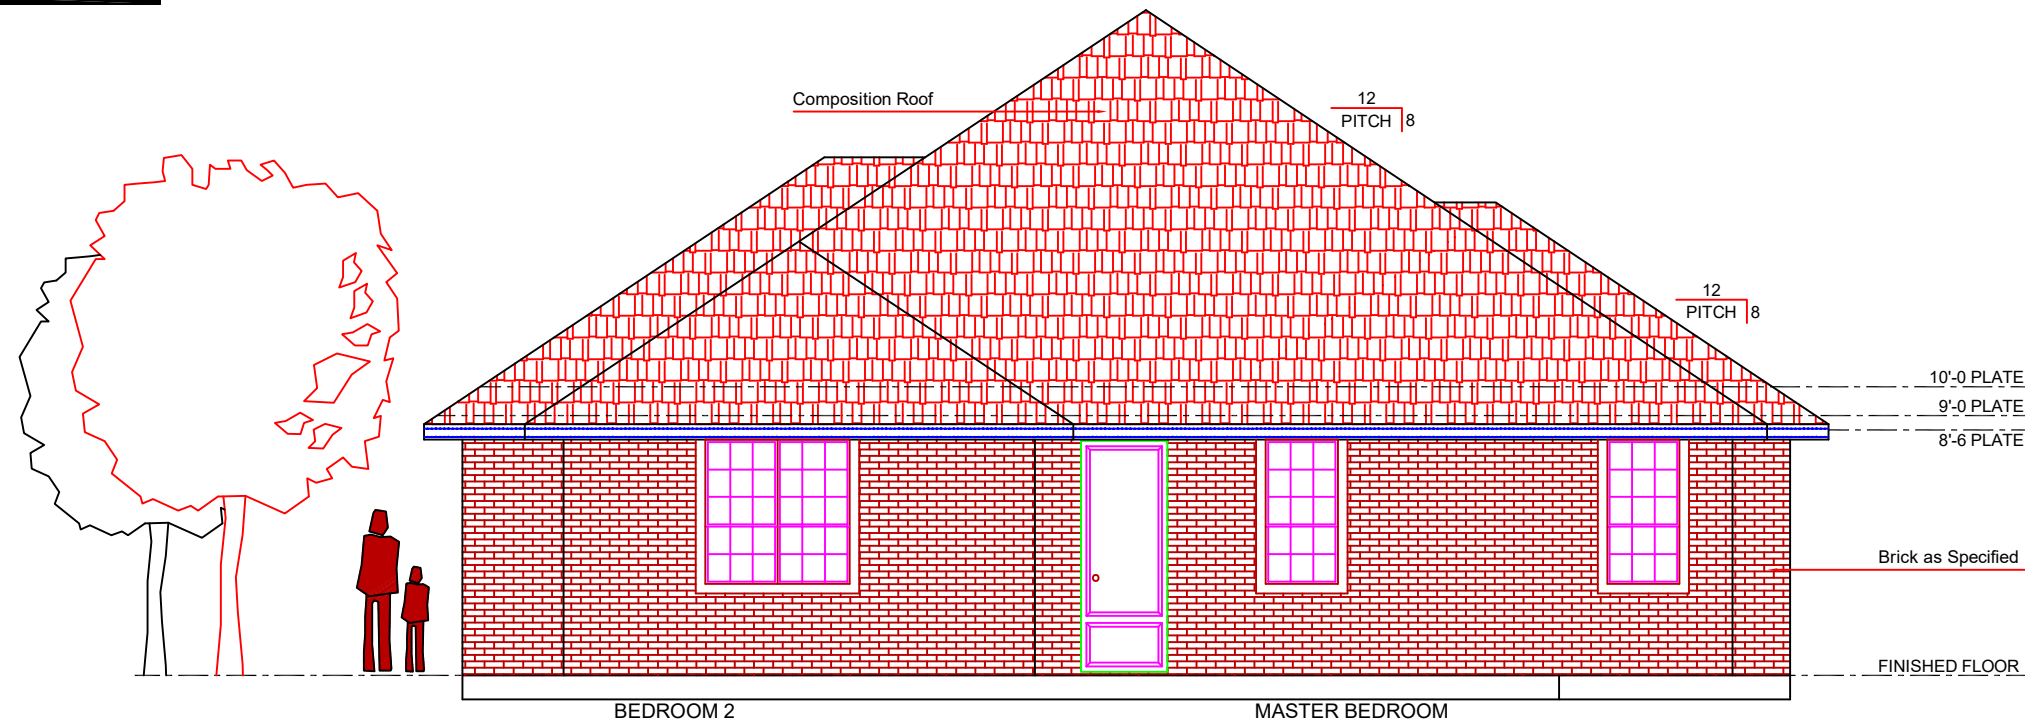 Composition Roof
12
PITCH 8
12
PITCH 8
10'-0 PLATE
9'-0 PLATE
8'-6 PLATE
Brick as Specified
FINISHED FLOOR
BEDROOM 2
MASTER BEDROOM